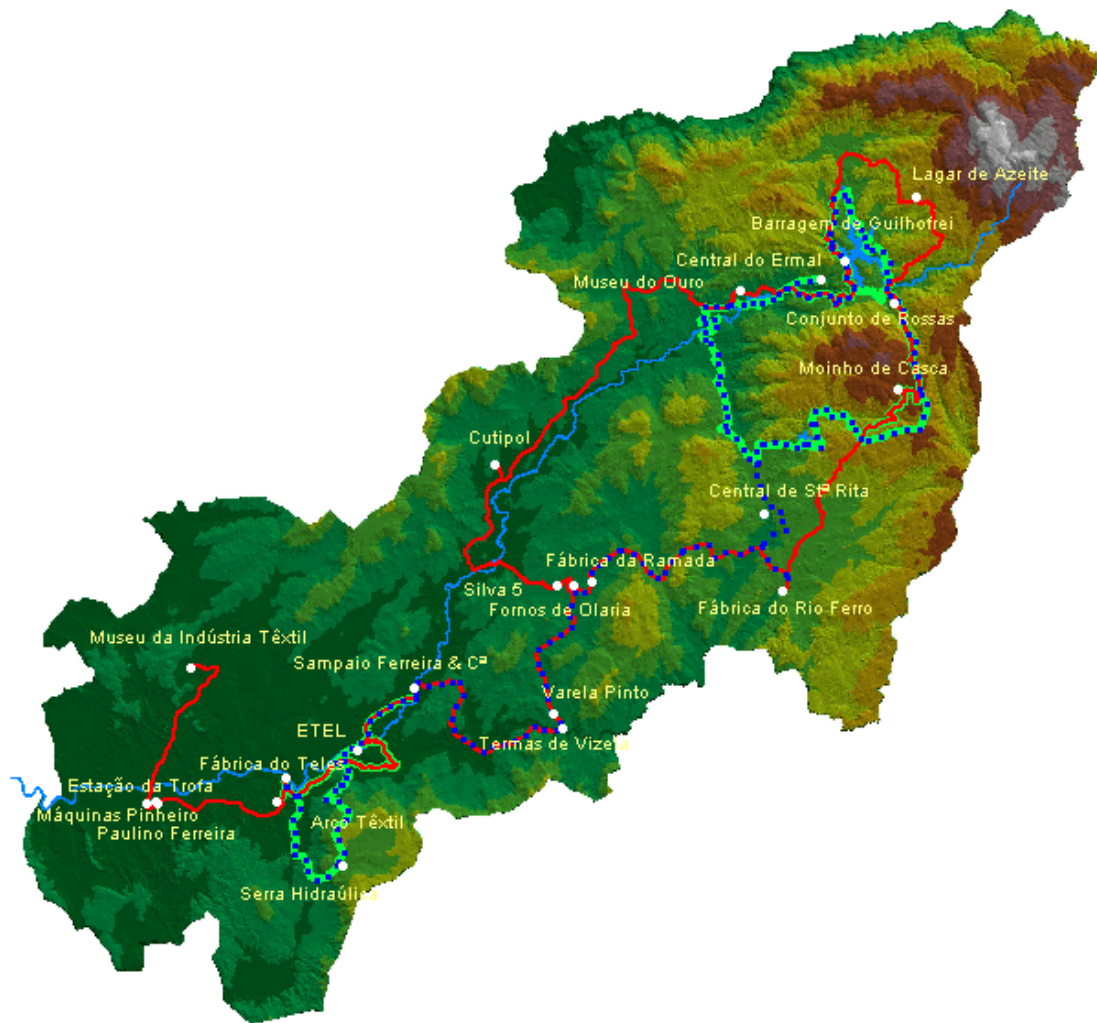 Lagar de Azeite
Barragem de Guilhofrei
Central do Ermal
Museu do Ouro
Conjunto de Rossas
Moinho de Casca
Cutipol
Central de Stª Rita
Fábrica da Ramada
Silva 5
Fornos de Olaria
Fábrica do Rio Ferro
Museu da Indústria Têxtil
Sampaio Ferreira & Cª
Varela Pinto
ETEL
Termas de Vizela
Fábrica do Teles
Estação da Trofa
Máquinas Pinheiro
Arco Têxtil
Paulino Ferreira
Serra Hidraúlica